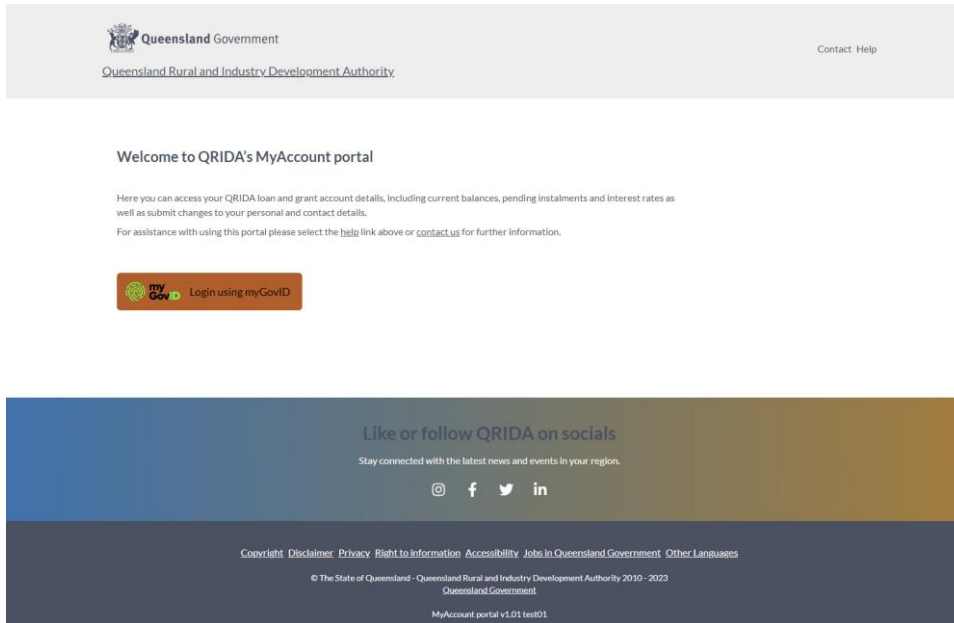 Queensland Government
Contact Help
Queensland Rural and Industry Development Authority
Welcome to QRIDA's MyAccount portal
Here you can access your QRIDA loan and grant account details, including current balances, pending instalments and interest rates as
well as submit changes to your personal and contact details.
For assistance with using this portal please select the help link above or contact us for further information.
my
GovID
Login using myGovID
Like or follow QRIDA on socials
Stay connected with the latest news and events in your region.
Copyright Disclaimer Privacy Right to information Accessibility Jobs in Queensland Government Other Languages
© The State of Queensland - Queensland Rural and Industry Development Authority 2010 - 2023
Queensland Government
MyAccount portal v1.01 test01